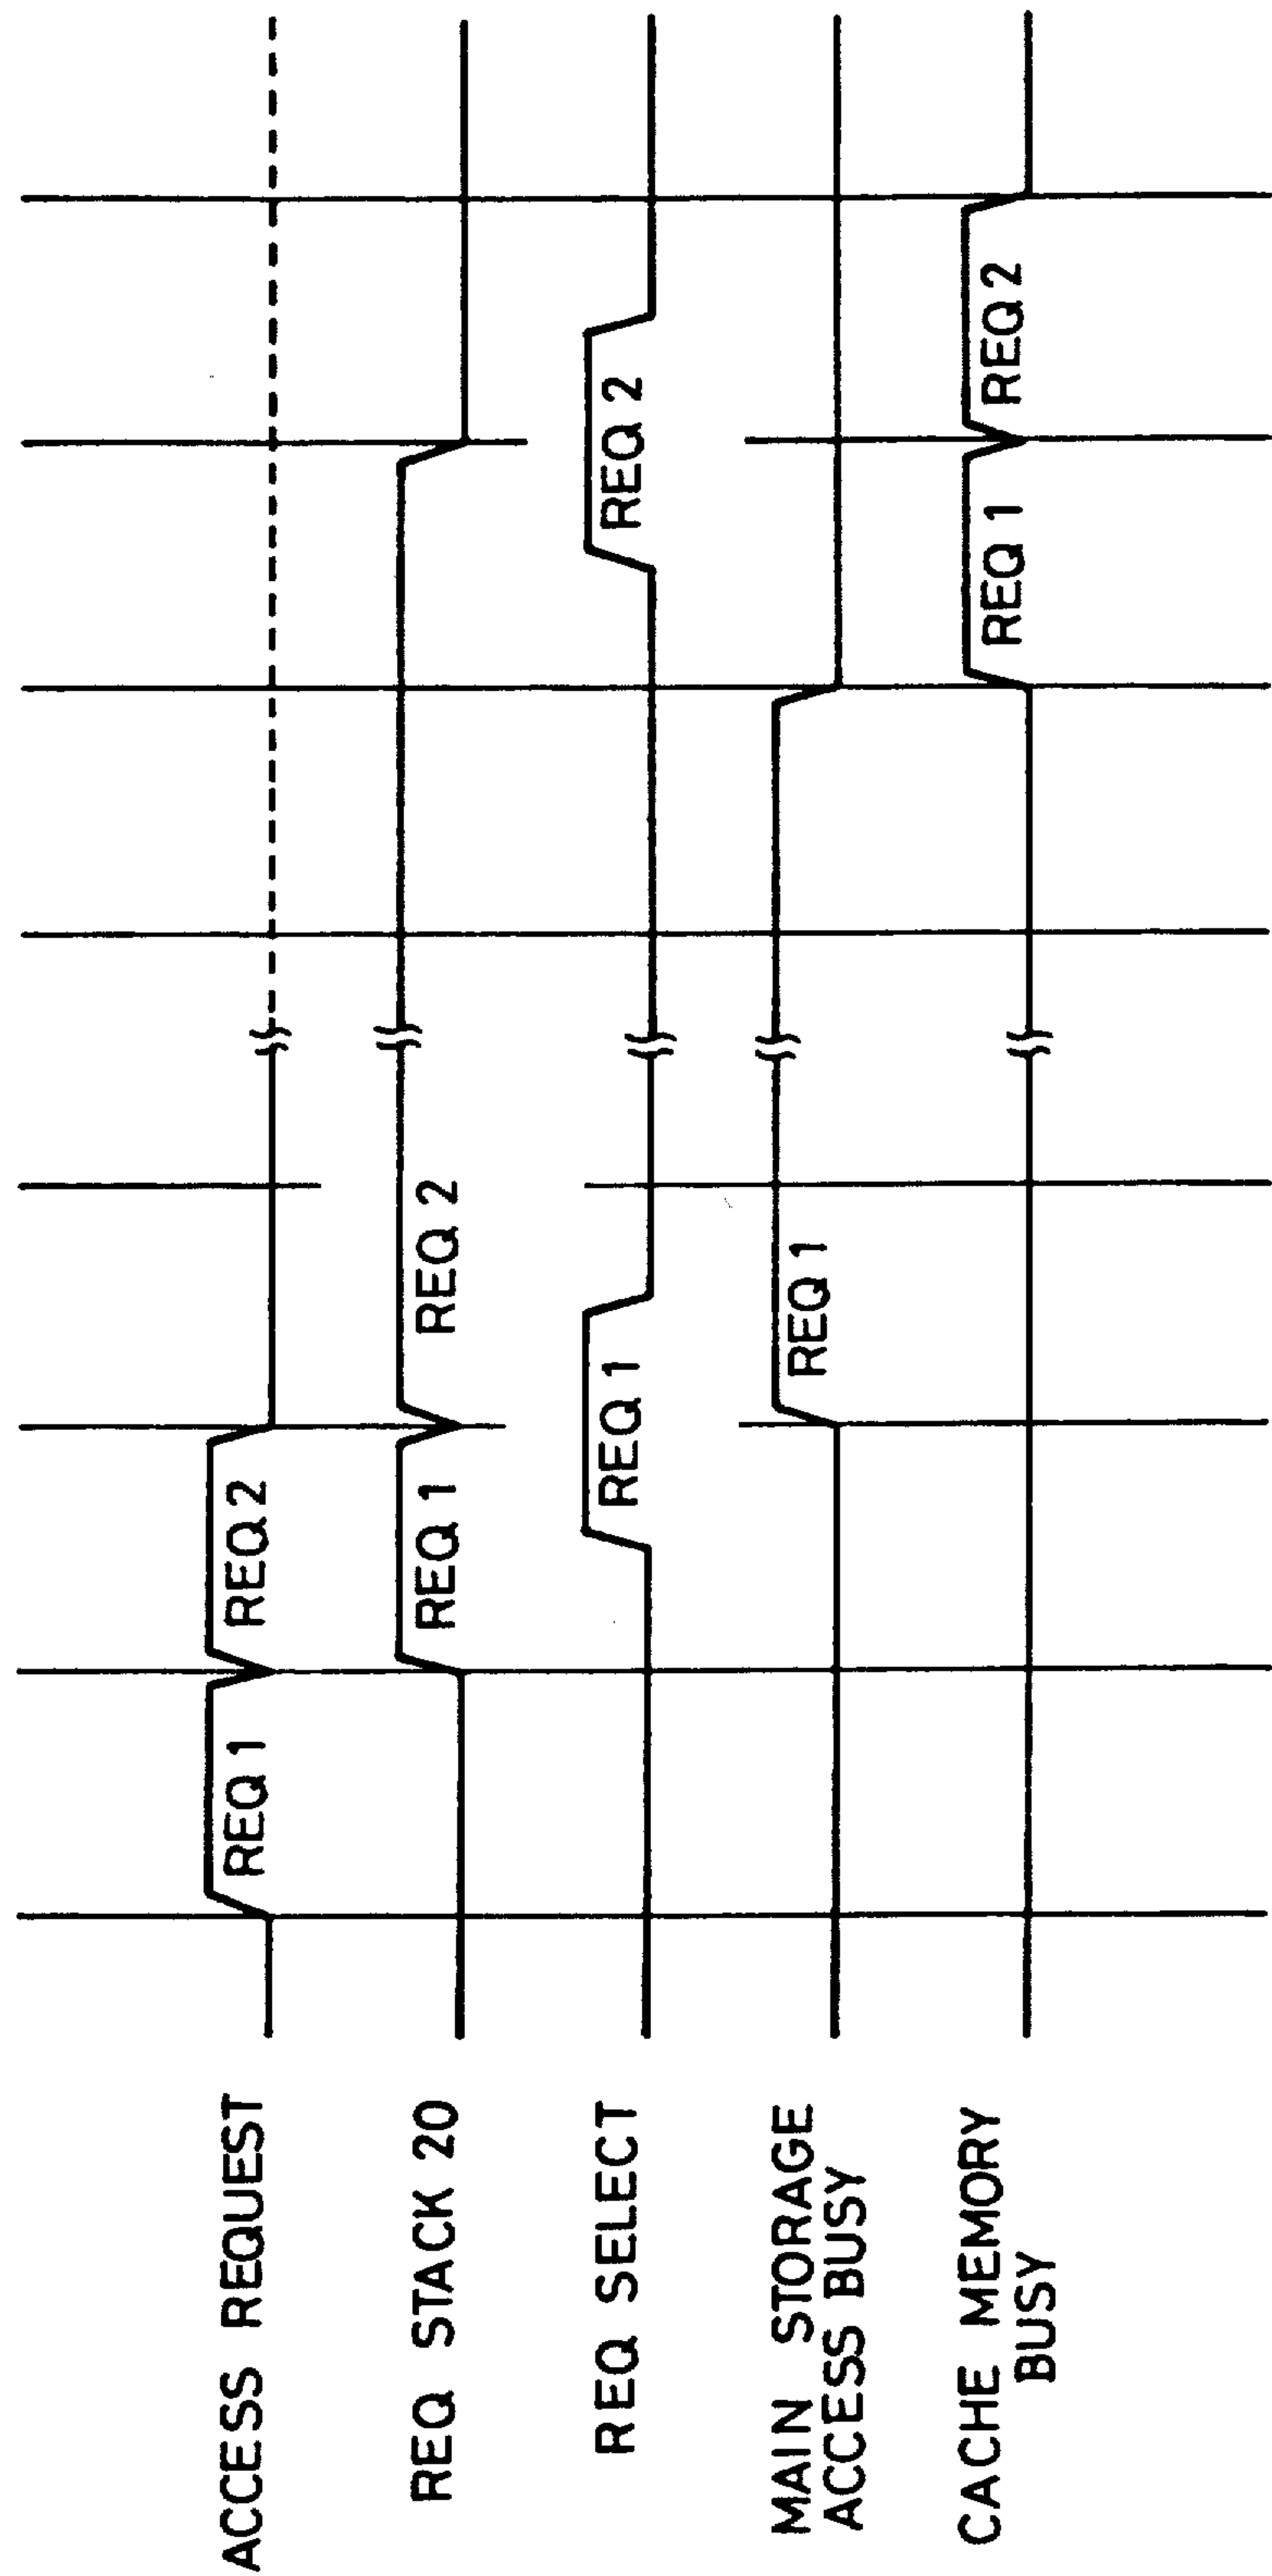 ACCESS REQUEST
REQ 1
REQ 2
REQ STACK 20
REQ 1
REQ 2
REQ SELECT
REQ 1
REQ 2
MAIN STORAGE
ACCESS BUSY
REQ 1
CACHE MEMORY
BUSY
REQ 1
REQ 2